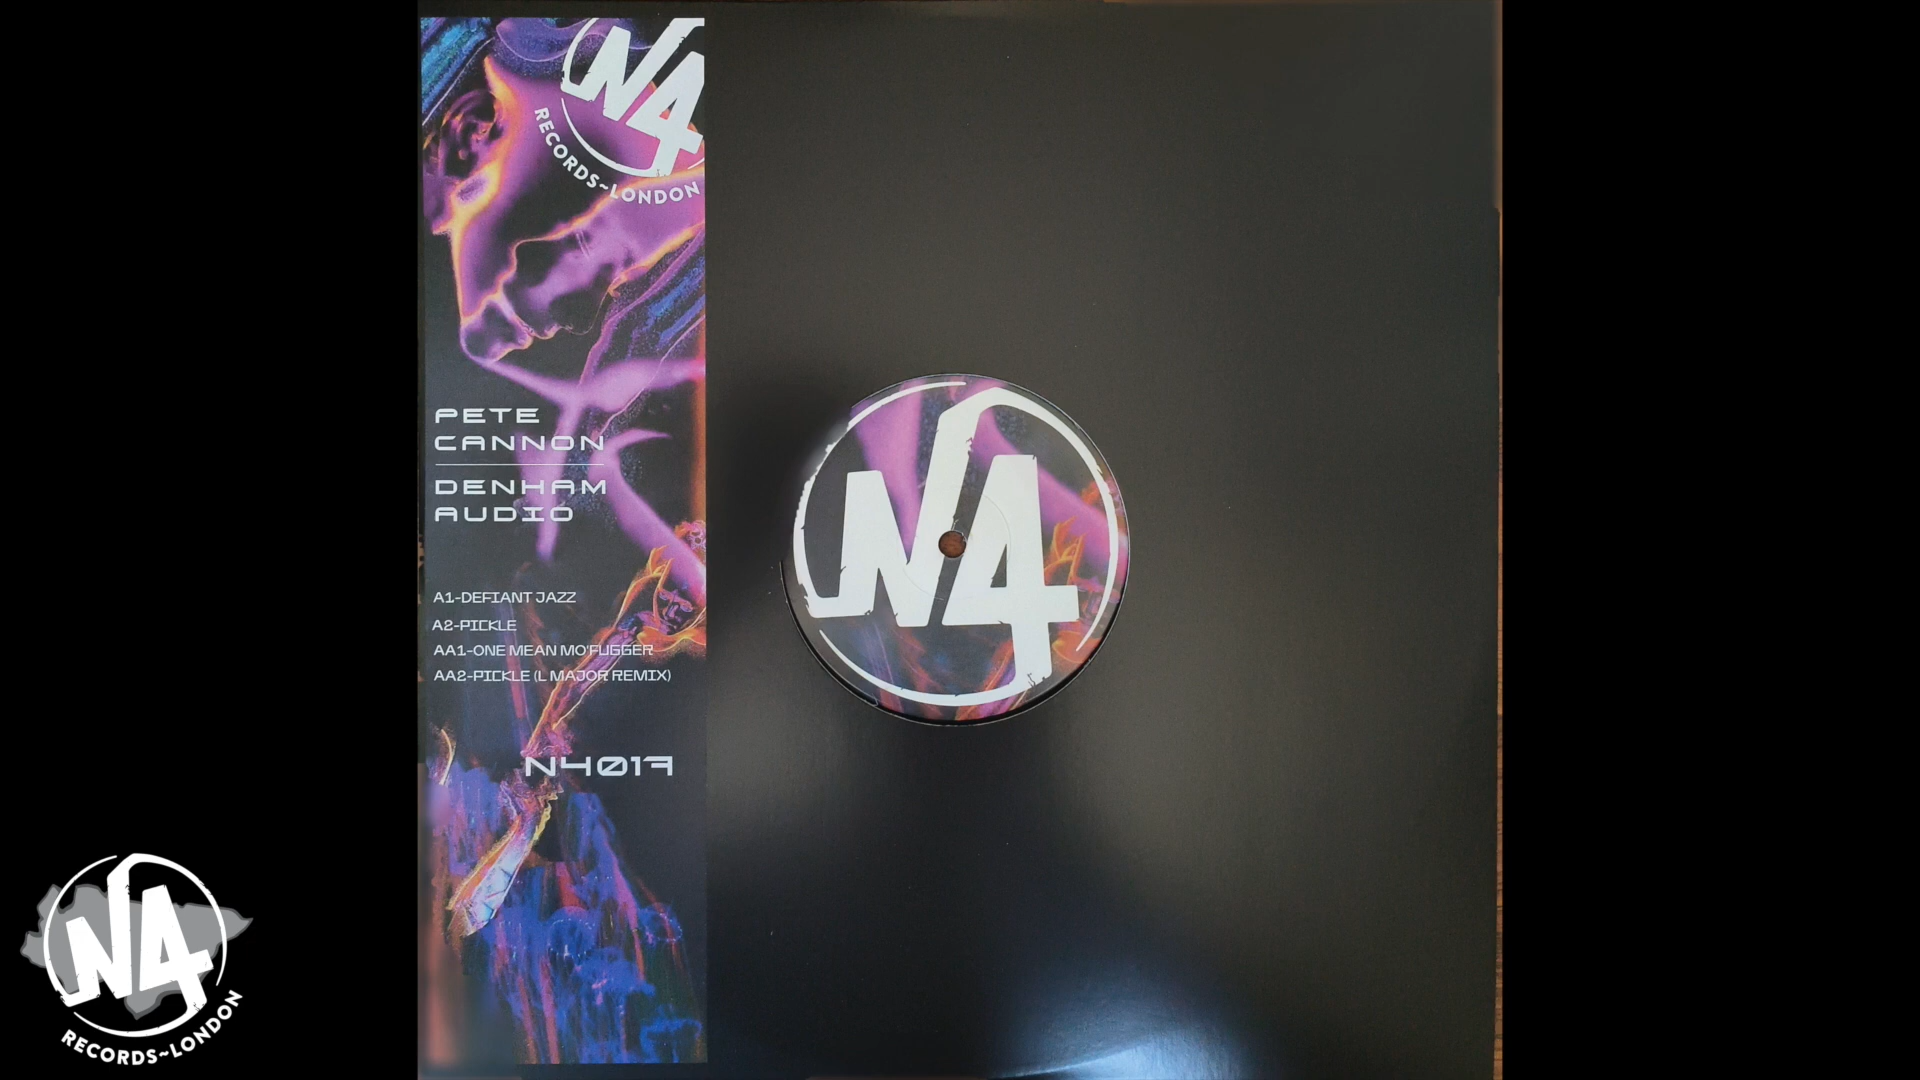 N4
RECORDS~LONDON
PETE
CANNON
DENHAM
AUDIO
A1-DEFIANT JAZZ
A2-PICKLE
AA1-ONE MEAN MO'FUGGER
AA2-PICKLE (L MAJOR REMIX)
N4017
N4
N4
RECORDS~LONDON